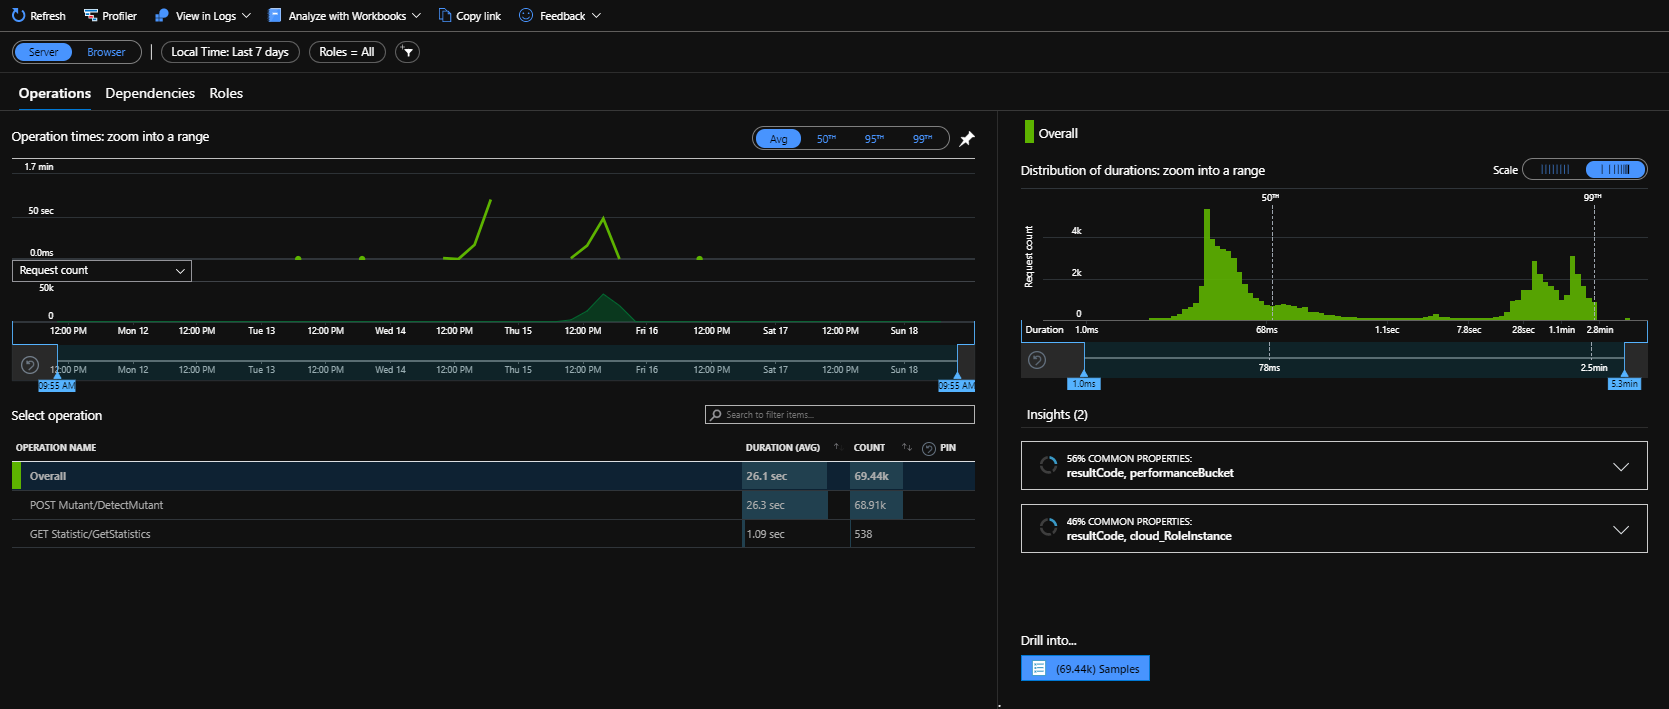 Refresh Profiler View in Logs Analyze with Workbooks Copy link Feedback
Server Browser Local Time: Last 7 days Roles = All
Operations Dependencies Roles
Operation times: zoom into a range
Avg 50TH 95TH 99TH
1.7 min
50 sec
0.0ms
Request count
50k
0
12:00 PM Mon 12 12:00 PM Tue 13 12:00 PM Wed 14 12:00 PM Thu 15 12:00 PM Fri 16 12:00 PM Sat 17 12:00 PM Sun 18
12:00 PM Mon 12 12:00 PM Tue 13 12:00 PM Wed 14 12:00 PM Thu 15 12:00 PM Fri 16 12:00 PM Sat 17 12:00 PM Sun 18
09:55 AM 09:55 AM
Select operation
Search to filter items...
OPERATION NAME DURATION (AVG) COUNT PIN
Overall 26.1 sec 69.44k
POST Mutant/DetectMutant 26.3 sec 68.91k
GET Statistic/GetStatistics 1.09 sec 538
Overall
Distribution of durations: zoom into a range
Scale
50TH 99TH
Request count
4k
2k
0
Duration 1.0ms 68ms 1.1sec 7.8sec 28sec 1.1min 2.8min
78ms 2.5min
1.0ms 5.3min
Insights (2)
56% COMMON PROPERTIES:
resultCode, performanceBucket
46% COMMON PROPERTIES:
resultCode, cloud_RoleInstance
Drill into...
(69.44k) Samples